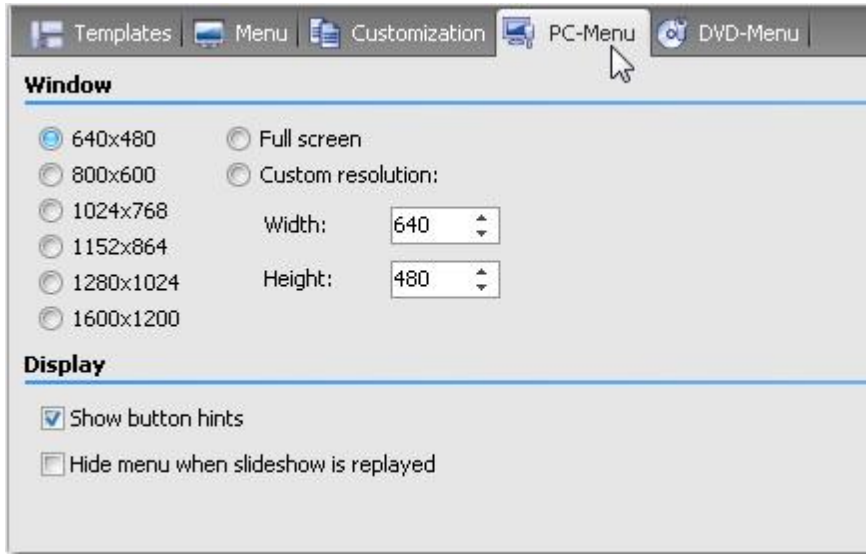 Templates Menu Customization PC-Menu DVD-Menu
Window
640x480 Full screen
800x600 Custom resolution:
1024x768 Width: 640
1152x864
1280x1024 Height: 480
1600x1200
Display
Show button hints
Hide menu when slideshow is replayed